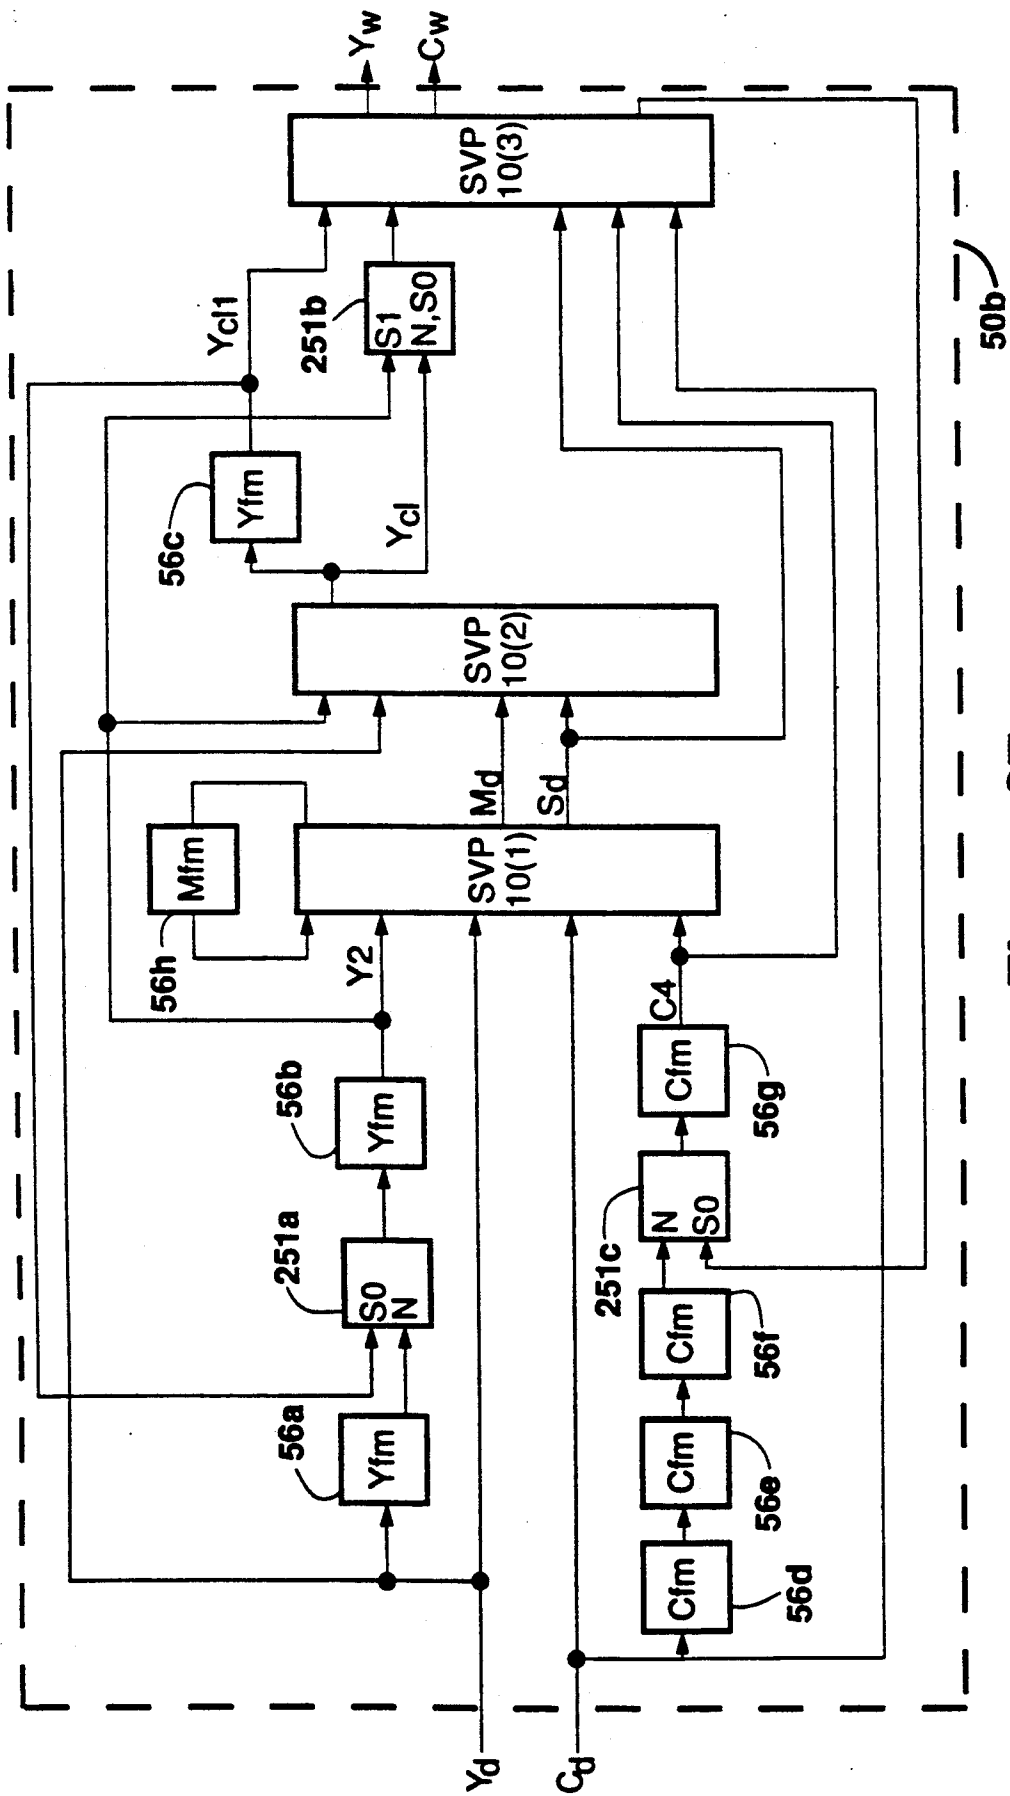 Yw
Cw
SVP
10(3)
Ycl1
251b
S1
N,S0
50b
56c
Yfm
Ycl
SVP
10(2)
Md
Sd
Mfm
56h
SVP
10(1)
Y2
C4
56b
Yfm
Cfm
56g
251a
S0
N
251c
N
S0
56a
Yfm
Cfm
56f
Cfm
56e
Cfm
56d
Yd
Cd